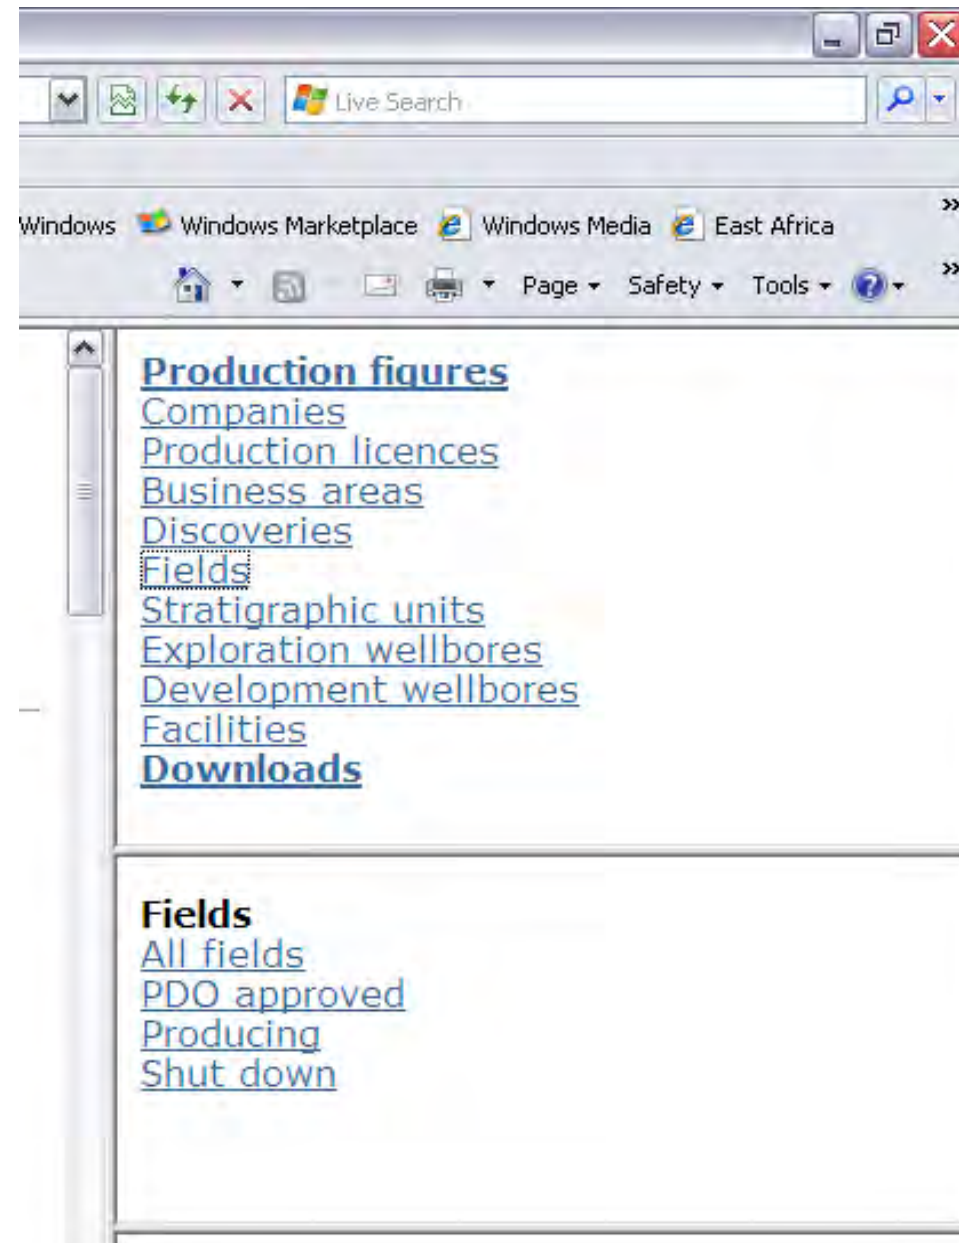 Live Search
Windows Windows Marketplace Windows Media East Africa »
Page Safety Tools ? »
Production figures
Companies
Production licences
Business areas
Discoveries
Fields
Stratigraphic units
Exploration wellbores
Development wellbores
Facilities
Downloads
Fields
All fields
PDO approved
Producing
Shut down